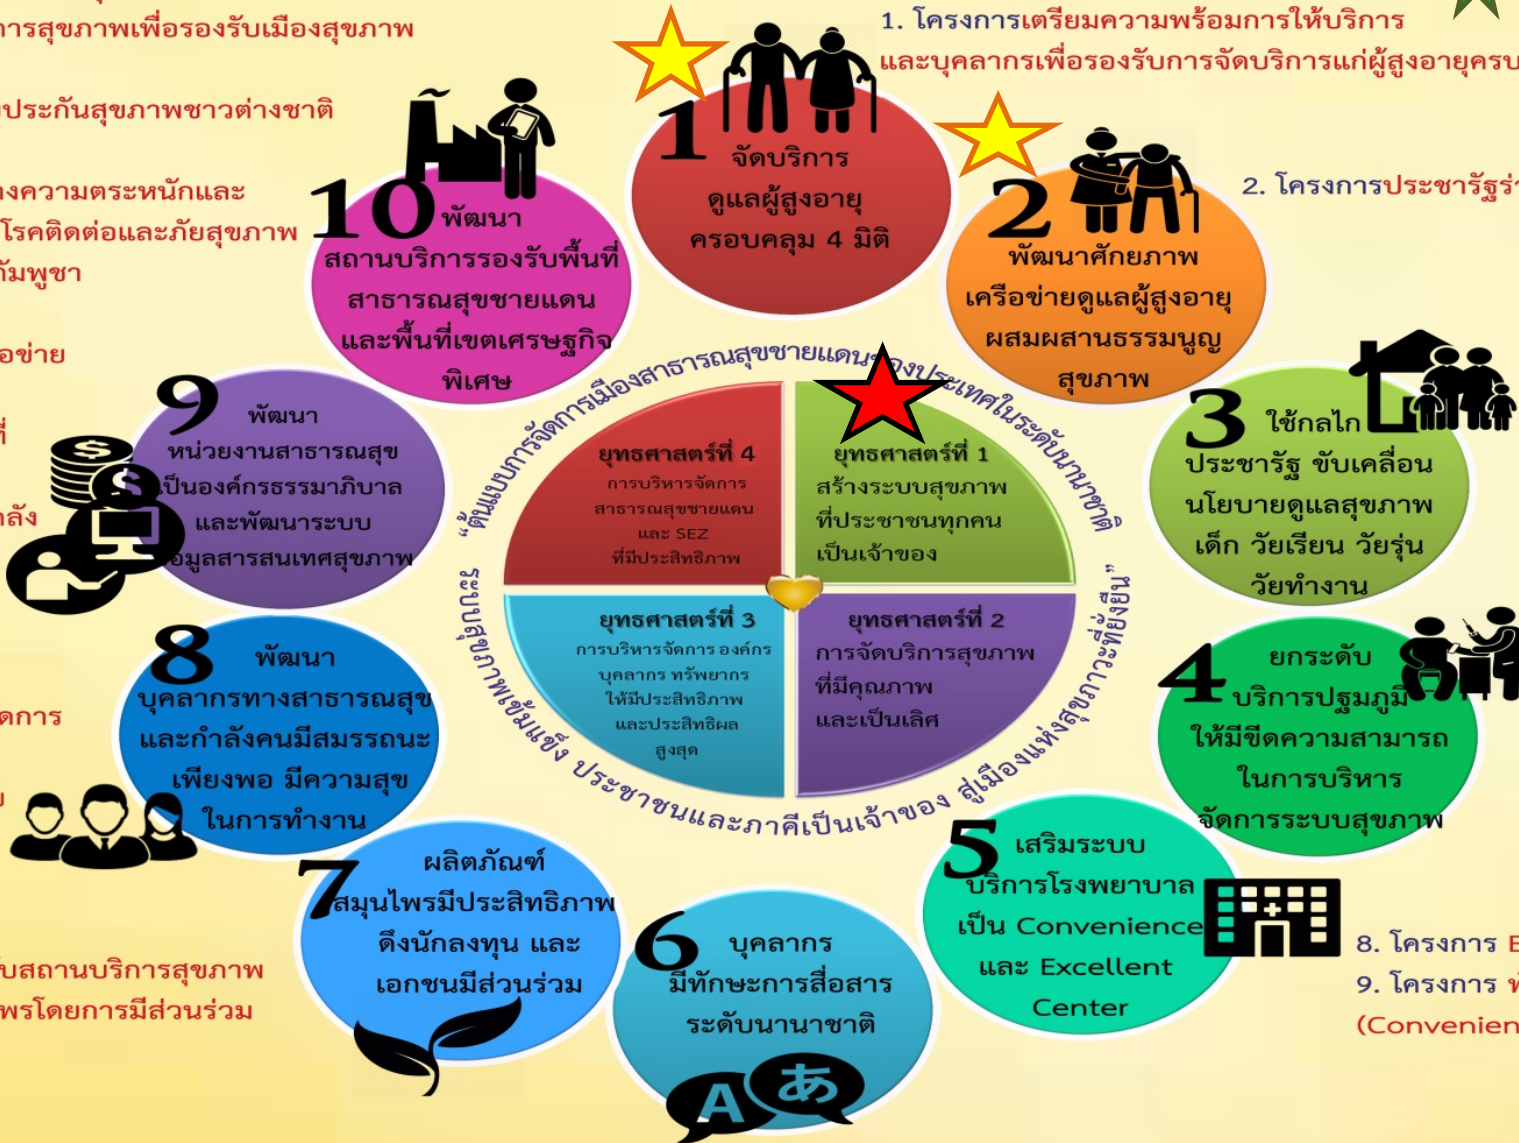 การสุขภาพเพื่อรองรับเมืองสุขภาพ
ประกันสุขภาพชาวต่างชาติ
างความตระหนักและ
โรคติดต่อและภัยสุขภาพ
กัมพูชา
อข่าย
ที่
ำลัง
ดการ
บสถานบริการสุขภาพ
ไพรโดยการมีส่วนร่วม
1. โครงการเตรียมความพร้อมการให้บริการ
และบุคลากรเพื่อรองรับการจัดบริการแก่ผู้สูงอายุครบ
2. โครงการประชารัฐร่
8. โครงการ E
9. โครงการ
(Convenien
1
จัดบริการ
ดูแลผู้สูงอายุ
ครอบคลุม 4 มิติ
2
พัฒนาศักยภาพ
เครือข่ายดูแลผู้สูงอายุ
ผสมผสานธรรมนูญ
สุขภาพ
3
ใช้กลไก
ประชารัฐ ขับเคลื่อน
นโยบายดูแลสุขภาพ
เด็ก วัยเรียน วัยรุ่น
วัยทำงาน
4
ยกระดับ
บริการปฐมภูมิ
ให้มีขีดความสามารถ
ในการบริหาร
จัดการระบบสุขภาพ
5
เสริมระบบ
บริการโรงพยาบาล
เป็น Convenience
และ Excellent
Center
6
บุคลากร
มีทักษะการสื่อสาร
ระดับนานาชาติ
A あ
7
ผลิตภัณฑ์
สมุนไพรมีประสิทธิภาพ
ดึงนักลงทุน และ
เอกชนมีส่วนร่วม
8
พัฒนา
บุคลากรทางสาธารณสุข
และกำลังคนมีสมรรถนะ
เพียงพอ มีความสุข
ในการทำงาน
9
พัฒนา
หน่วยงานสาธารณสุข
เป็นองค์กรธรรมาภิบาล
และพัฒนาระบบ
ข้อมูลสารสนเทศสุขภาพ
10
พัฒนา
สถานบริการรองรับพื้นที่
สาธารณสุขชายแดน
และพื้นที่เขตเศรษฐกิจ
พิเศษ
“ต้นแบบการจัดการเมืองสาธารณสุขชายแดนของประเทศในระดับนานาชาติ
ระบบสุขภาพเข้มแข็ง ประชาชนและภาคีเป็นเจ้าของ สู่เมืองแห่งสุขภาวะที่ยั่งยืน”
ยุทธศาสตร์ที่ 4
การบริหารจัดการ
สาธารณสุขชายแดน
และ SEZ
ที่มีประสิทธิภาพ
ยุทธศาสตร์ที่ 1
สร้างระบบสุขภาพ
ที่ประชาชนทุกคน
เป็นเจ้าของ
ยุทธศาสตร์ที่ 3
การบริหารจัดการ องค์กร
บุคลากร ทรัพยากร
ให้มีประสิทธิภาพ
และประสิทธิผล
สูงสุด
ยุทธศาสตร์ที่ 2
การจัดบริการสุขภาพ
ที่มีคุณภาพ
และเป็นเลิศ
$
$